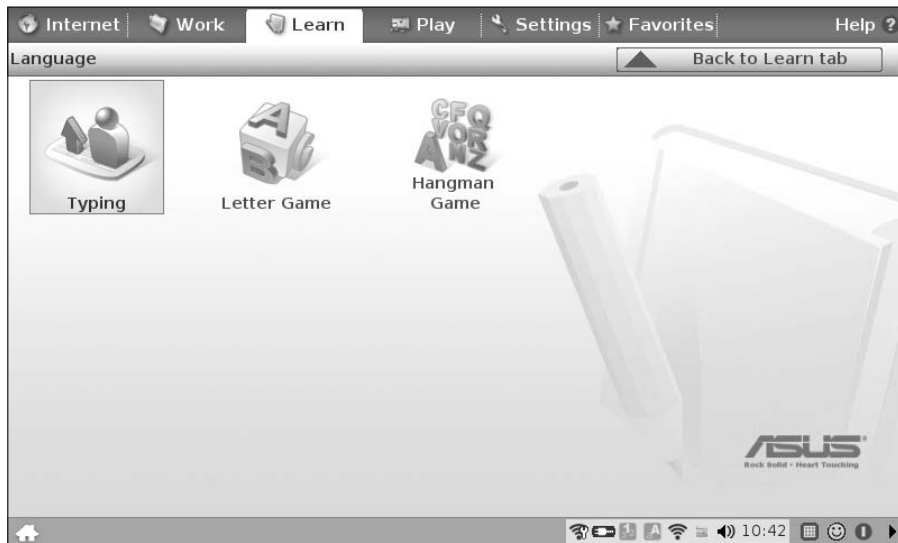 Internet Work Learn Play Settings Favorites Help ?
Language Back to Learn tab
Typing
Letter Game
Hangman
Game
ASUS
Rock Solid • Heart Touching
10:42